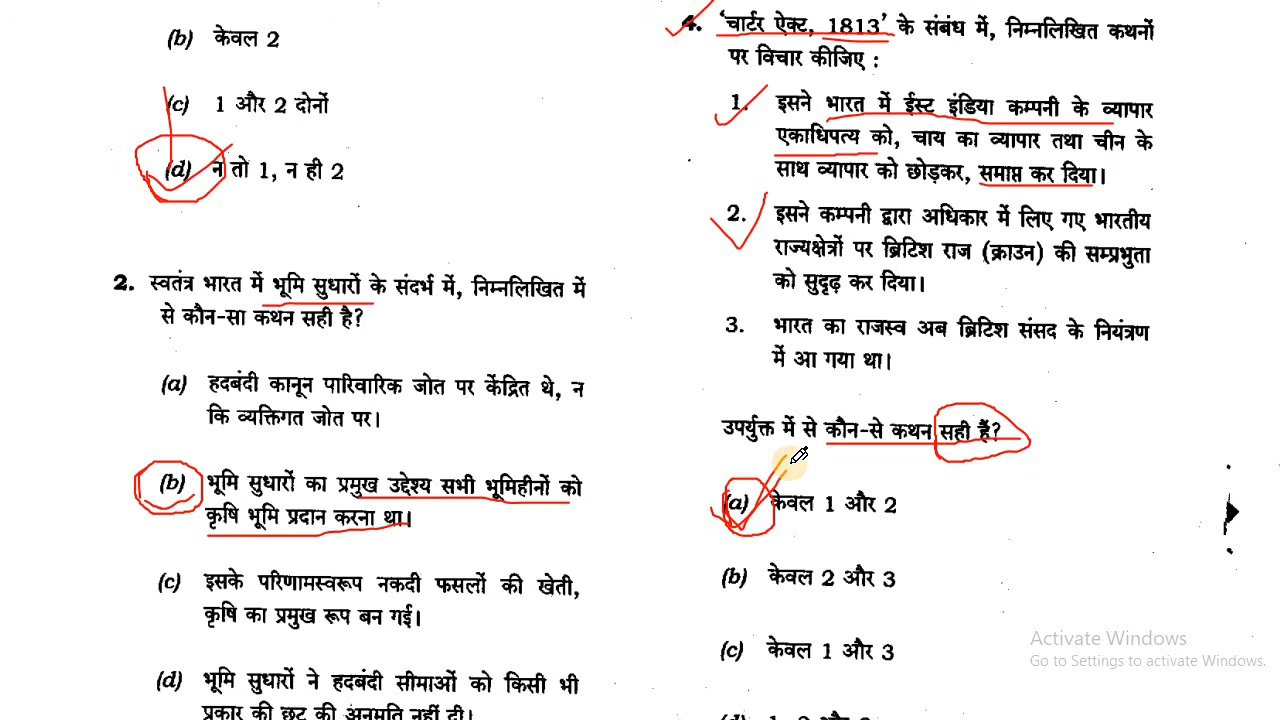 (b) केवल 2
(c) 1 और 2 दोनों
(d) न तो 1, न ही 2
2. स्वतंत्र भारत में भूमि सुधारों के संदर्भ में, निम्नलिखित में
से कौन-सा कथन सही है?
(a) हदबंदी कानून पारिवारिक जोत पर केंद्रित थे, न
कि व्यक्तिगत जोत पर।
(b) भूमि सुधारों का प्रमुख उद्देश्य सभी भूमिहीनों को
कृषि भूमि प्रदान करना था।
(c) इसके परिणामस्वरूप नकदी फसलों की खेती,
कृषि का प्रमुख रूप बन गई।
(d) भूमि सुधारों ने हदबंदी सीमाओं को किसी भी
प्रकार की छूट की अनुमति नहीं दी।
4. 'चार्टर ऐक्ट, 1813' के संबंध में, निम्नलिखित कथनों
पर विचार कीजिए :
1. इसने भारत में ईस्ट इंडिया कम्पनी के व्यापार
एकाधिपत्य को, चाय का व्यापार तथा चीन के
साथ व्यापार को छोड़कर, समाप्त कर दिया।
2. इसने कम्पनी द्वारा अधिकार में लिए गए भारतीय
राज्यक्षेत्रों पर ब्रिटिश राज (क्राउन) की सम्प्रभुता
को सुदृढ़ कर दिया।
3. भारत का राजस्व अब ब्रिटिश संसद के नियंत्रण
में आ गया था।
उपर्युक्त में से कौन-से कथन सही हैं?
(a) केवल 1 और 2
(b) केवल 2 और 3
(c) केवल 1 और 3
Activate Windows
Go to Settings to activate Windows.